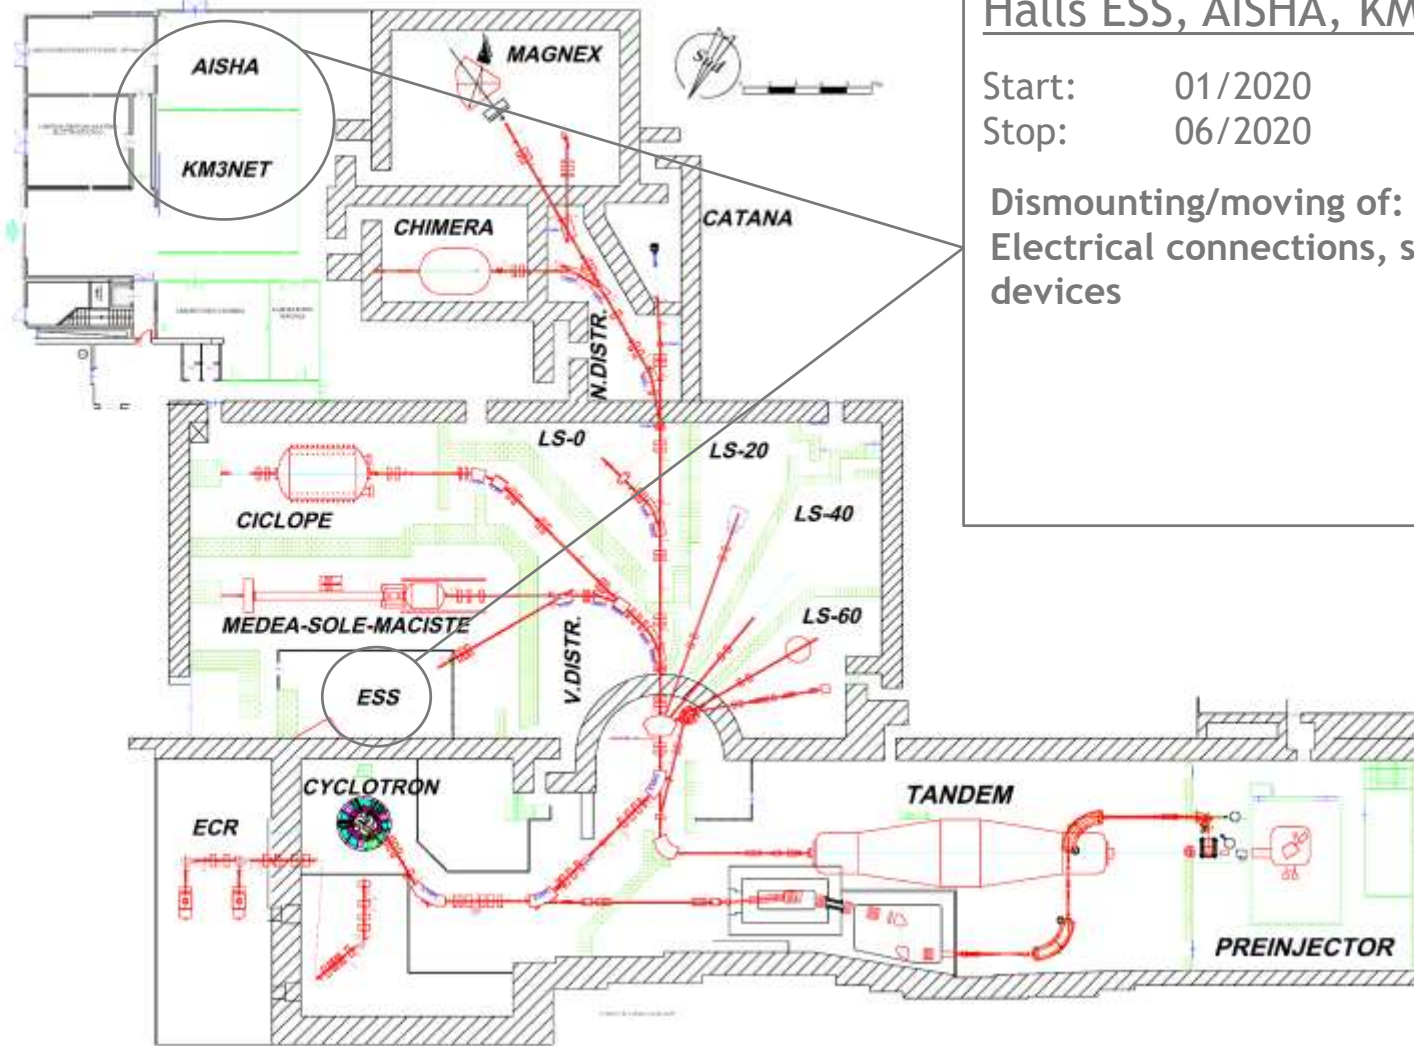 Halls ESS, AISHA, KM
Start: 01/2020
Stop: 06/2020
Dismounting/moving of:
Electrical connections, s
devices
AISHA
MAGNEX
Sud
KM3NET
CHIMERA
CATANA
N.DISTR.
LS-0
LS-20
CICLOPE
LS-40
MEDEA-SOLE-MACISTE
LS-60
V.DISTR.
ESS
CYCLOTRON
TANDEM
ECR
PREINJECTOR